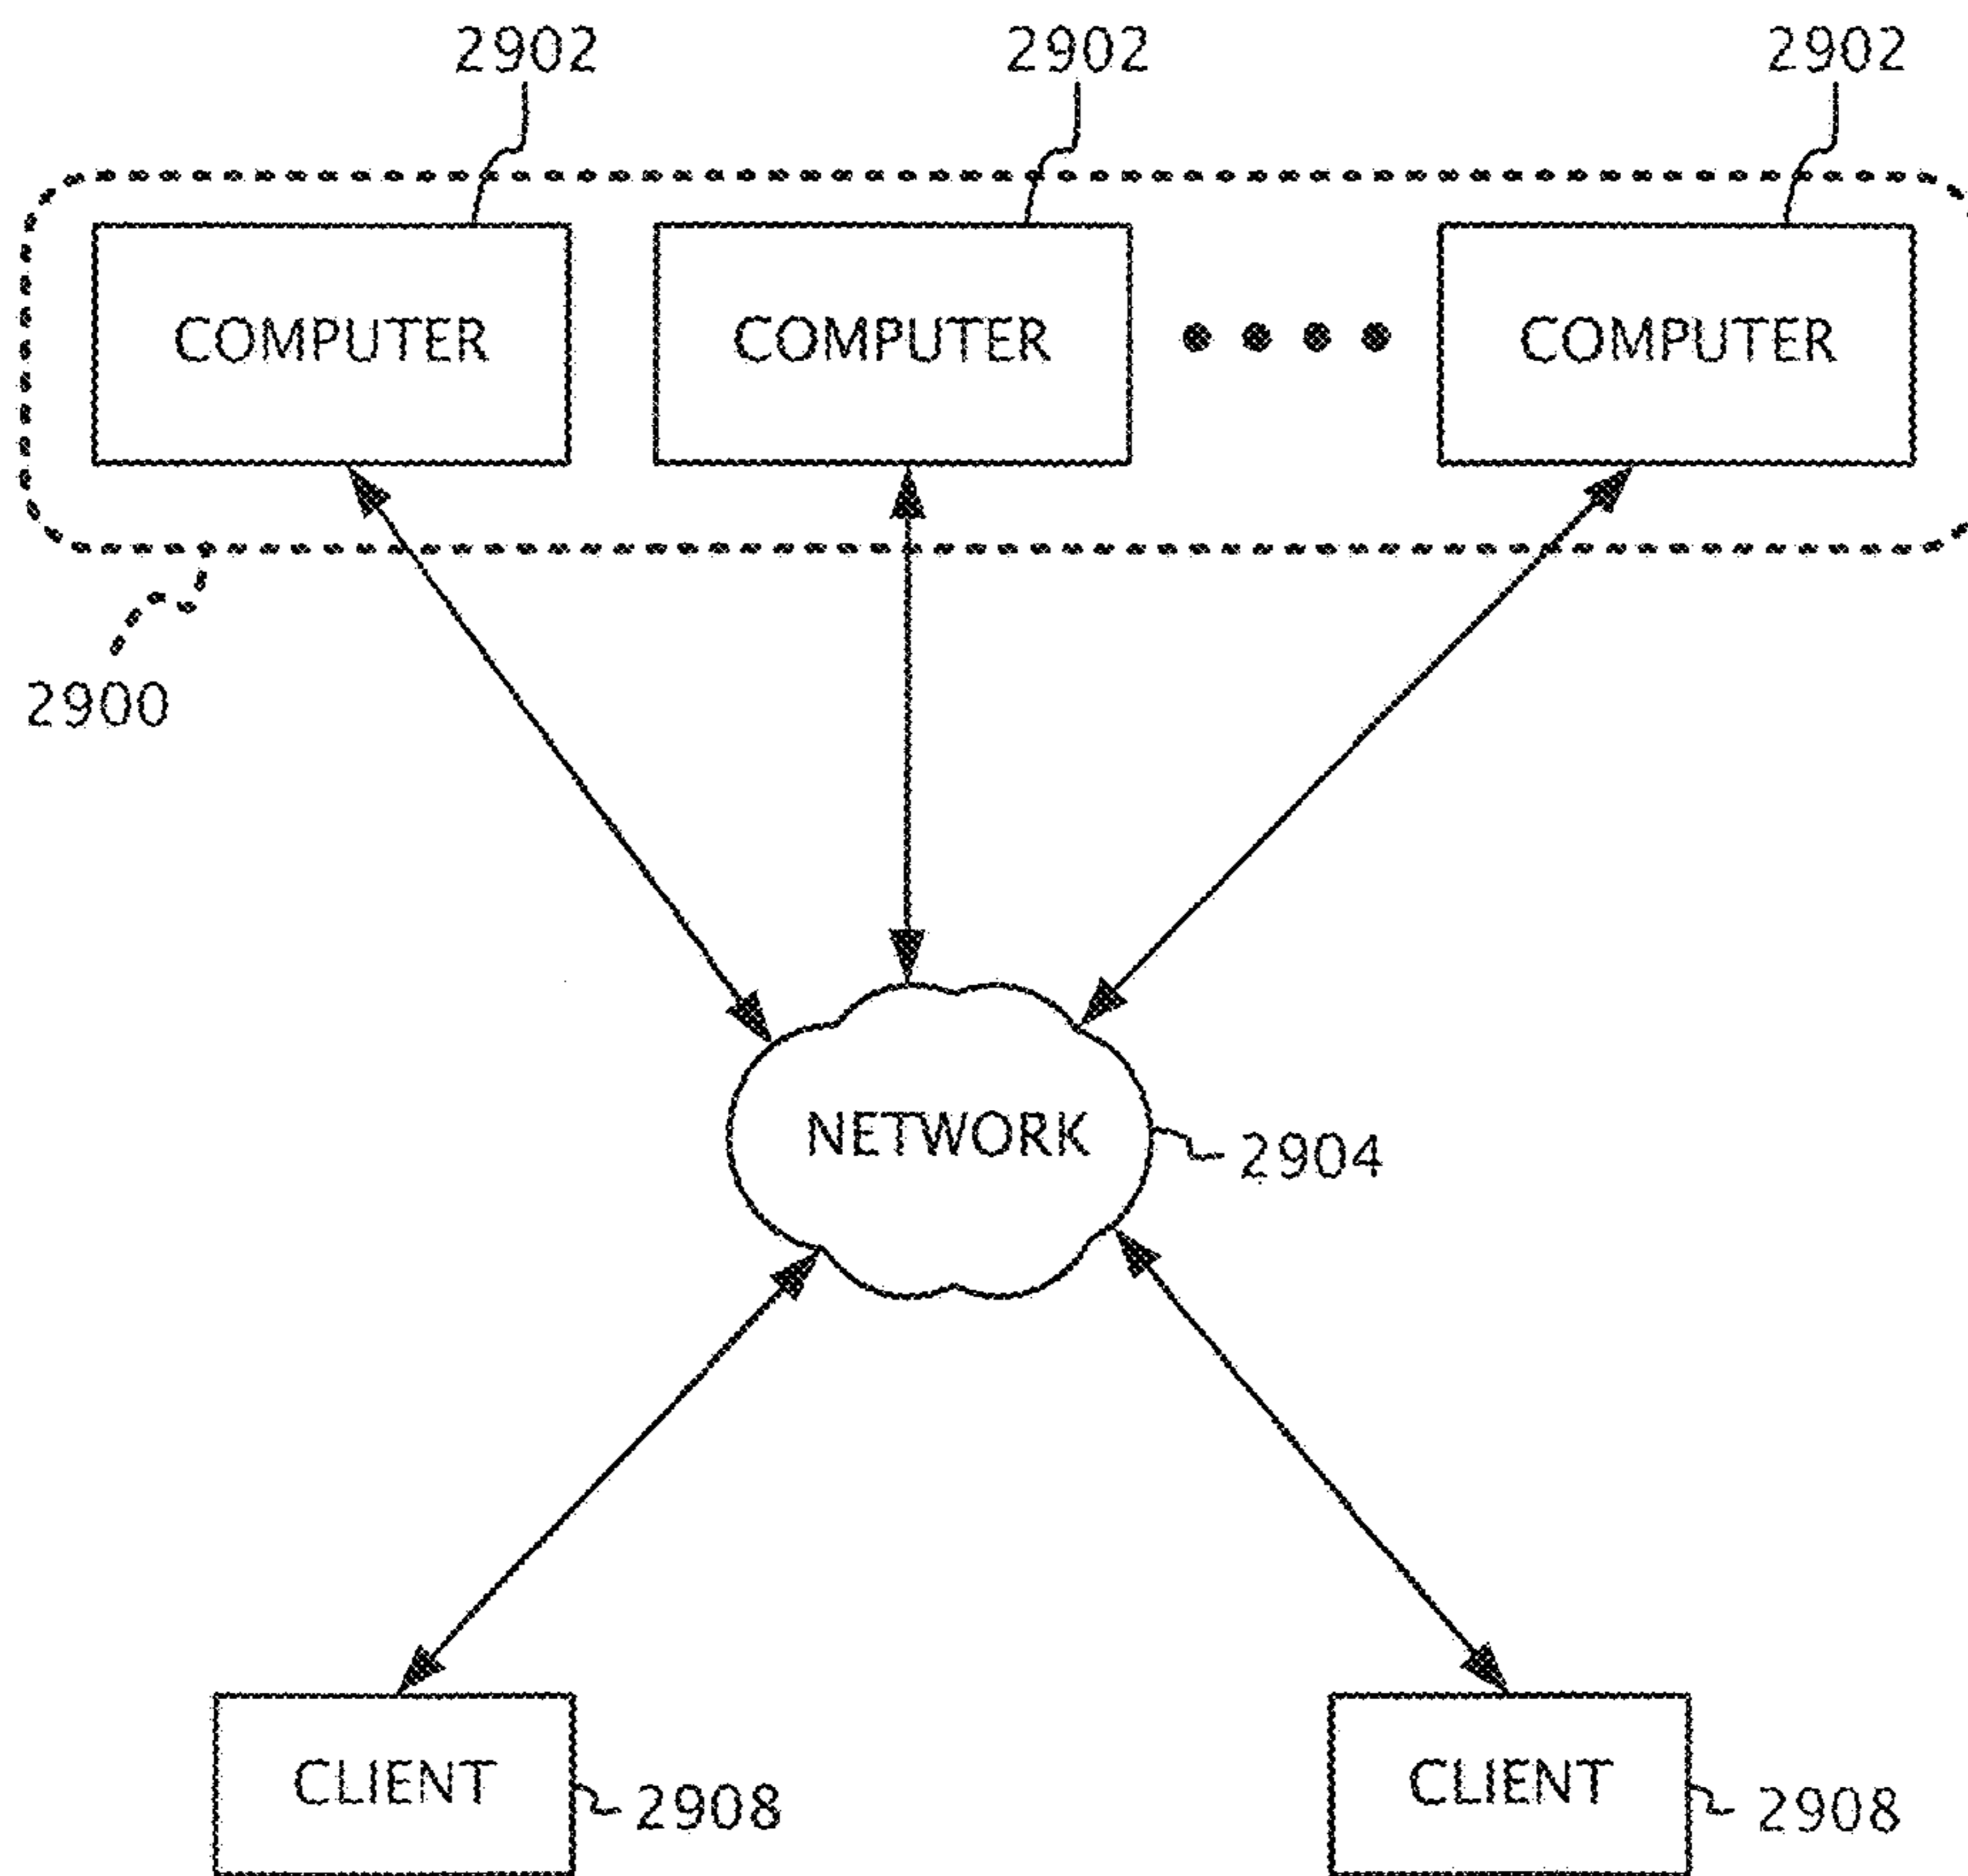 2902 2902 2902
COMPUTER COMPUTER COMPUTER
2900
NETWORK 2904
CLIENT 2908 CLIENT 2908